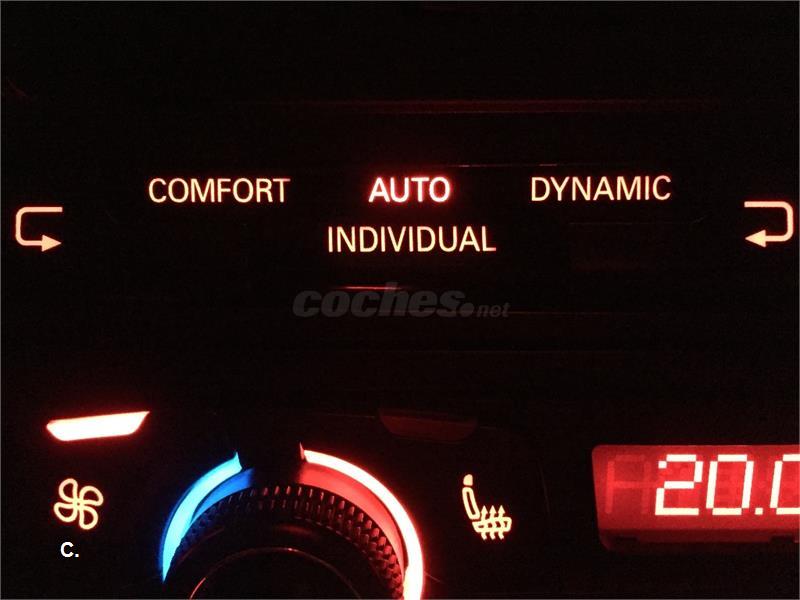 COMFORT AUTO DYNAMIC
INDIVIDUAL
coches.net
20.0
C.